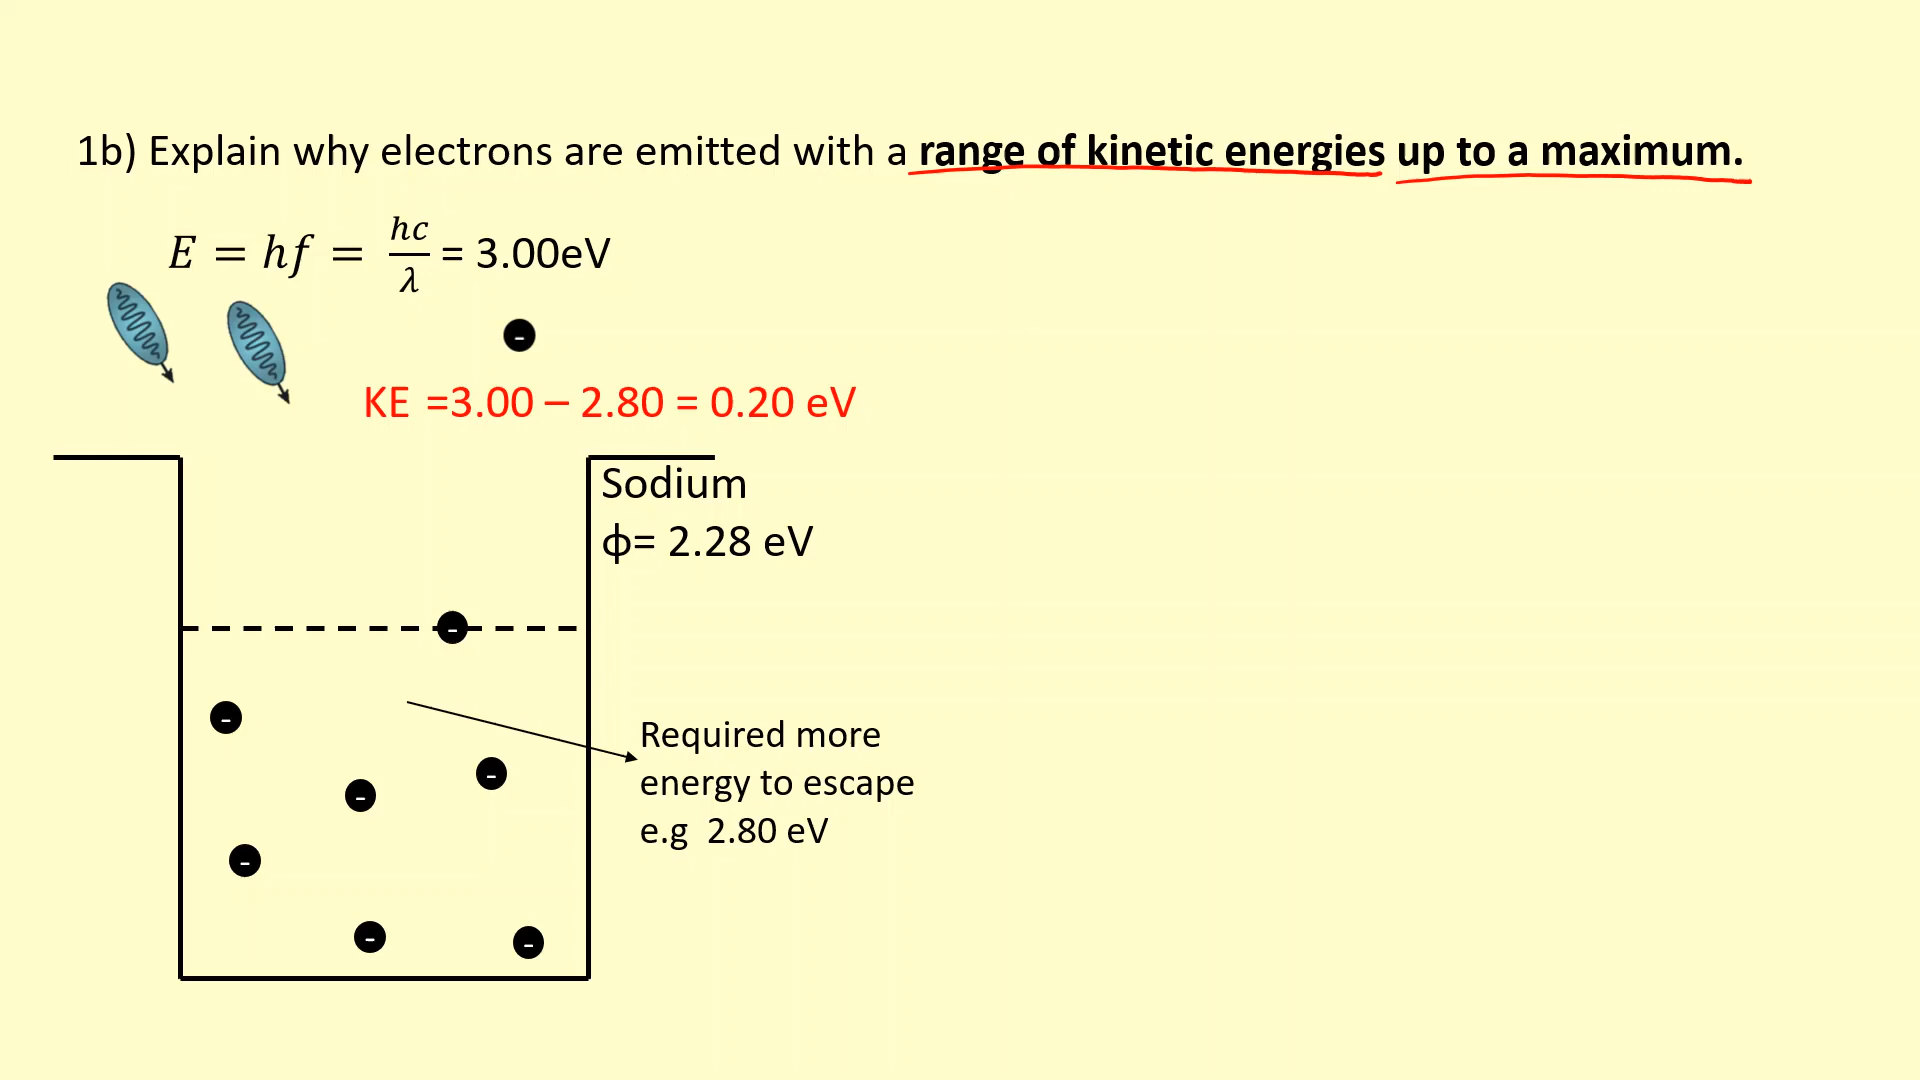 1b) Explain why electrons are emitted with a range of kinetic energies up to a maximum.
E = hf = hc/λ = 3.00eV
-
KE =3.00 – 2.80 = 0.20 eV
Sodium
ϕ= 2.28 eV
-
-
Required more
-
energy to escape
-
e.g 2.80 eV
-
-
-